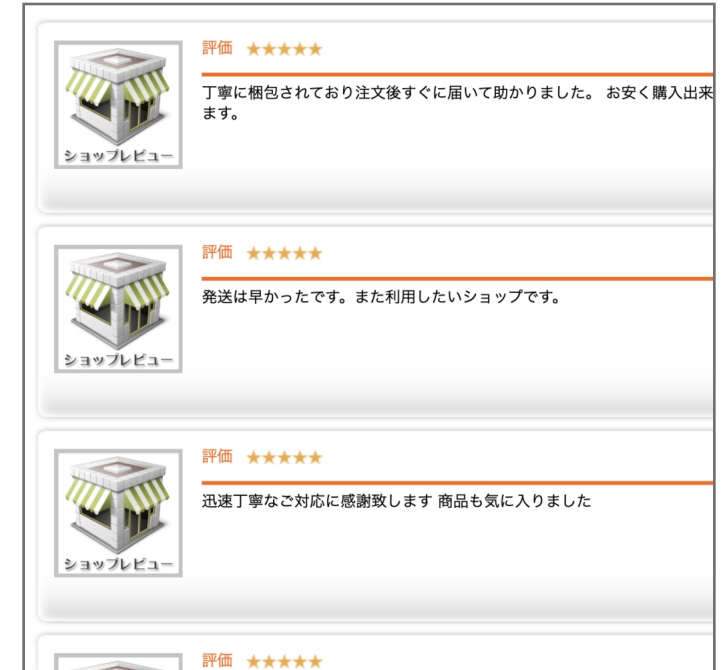 評価 ★★★★★
丁寧に梱包されており注文後すぐに届いて助かりました。 お安く購入出来
ます。
ショップレビュー
評価 ★★★★★
発送は早かったです。また利用したいショップです。
ショップレビュー
評価 ★★★★★
迅速丁寧なご対応に感謝致します 商品も気に入りました
ショップレビュー
評価 ★★★★★